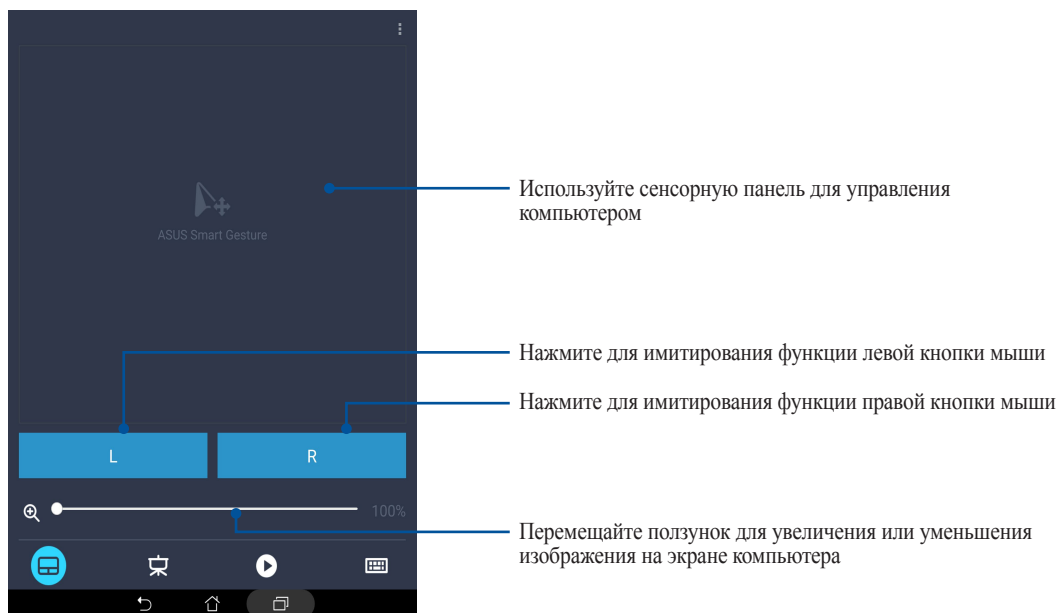 Используйте сенсорную панель для управления
компьютером
ASUS Smart Gesture
Нажмите для имитирования функции левой кнопки мыши
Нажмите для имитирования функции правой кнопки мыши
L
R
100%
Перемещайте ползунок для увеличения или уменьшения
изображения на экране компьютера